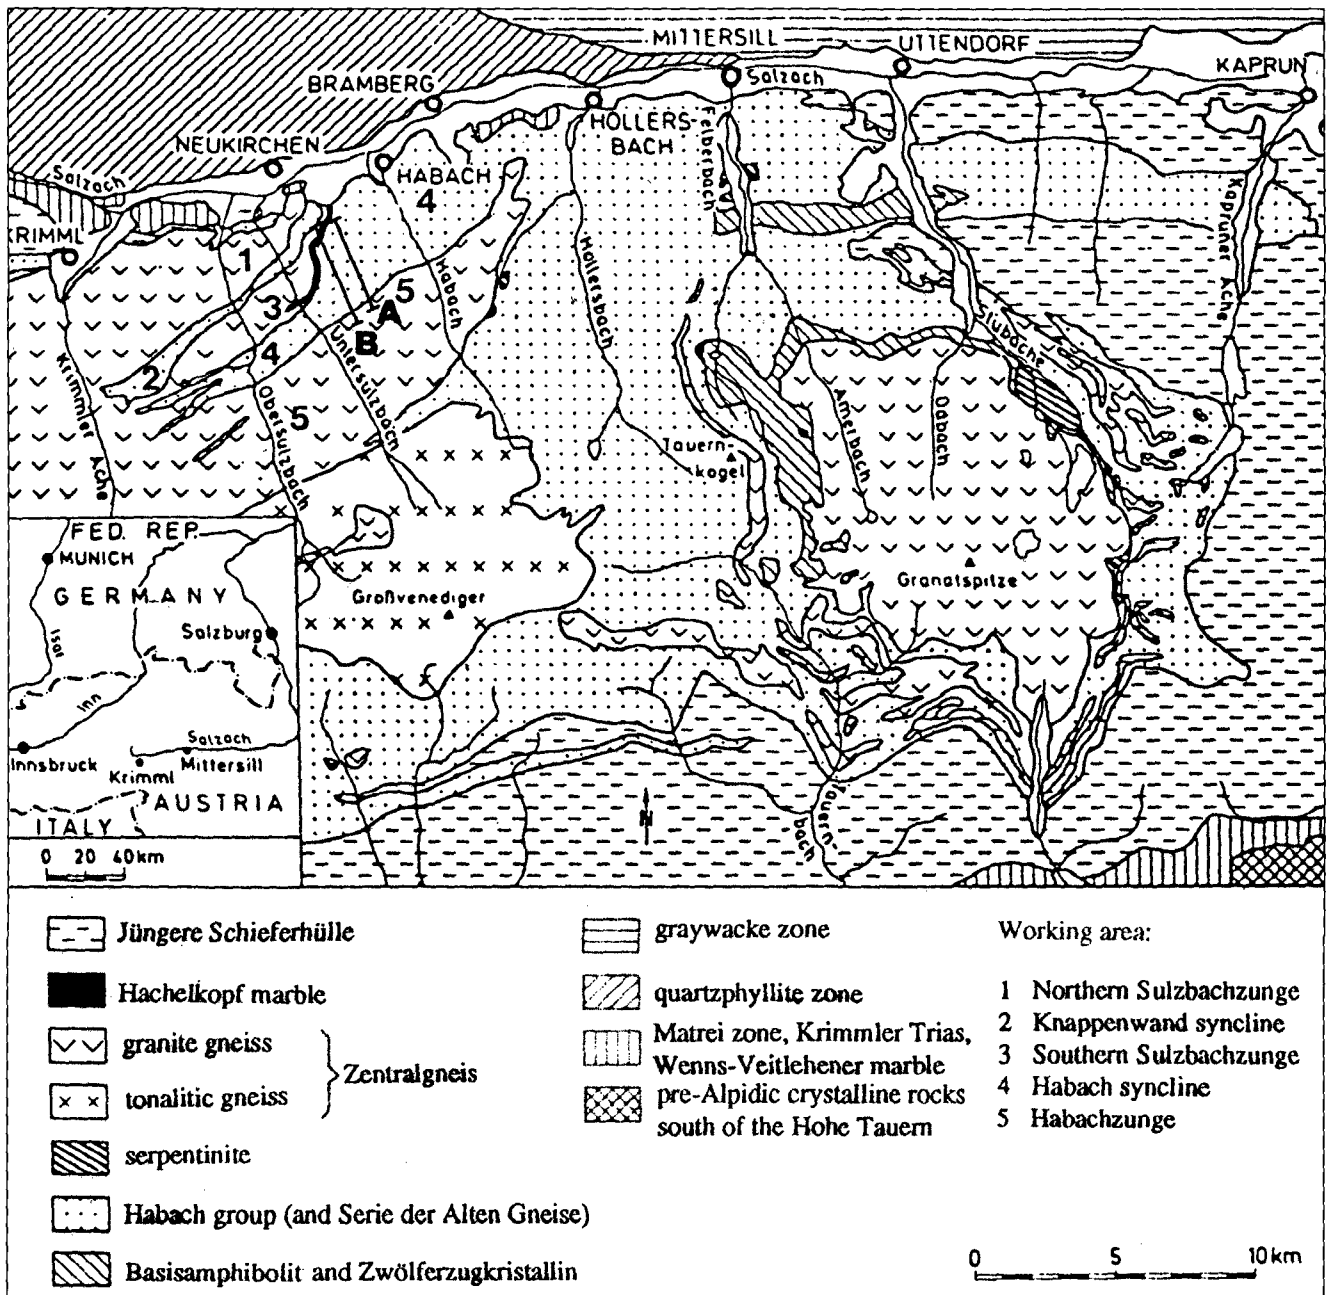 MITTERSILL
UTTENDORF
KAPRUN
BRAMBERG
Salzach
HOLLERS-
BACH
Felberbach
NEUKIRCHEN
Salzach
HABACH
4
KRIMML
1
Habach
Hollersbach
Kapruner Ache
5
3
A
B
4
2
Untersulzbach
Stubache
Krimmler Ache
Obersulzbach
5
Tauern-
kogel
Amerbach
Dabach
Granatspitze
Großvenediger
Tauern-
bach
N
FED. REP.
MUNICH
GERMANY
Isar
Salzburg
Inn
Salzach
Innsbruck
Krimml
Mittersill
AUSTRIA
ITALY
0 20 40km
Jüngere Schieferhülle
Hachelkopf marble
granite gneiss
tonalitic gneiss
Zentralgneis
serpentinite
Habach group (and Serie der Alten Gneise)
Basisamphibolit and Zwölferzugkristallin
graywacke zone
quartzphyllite zone
Matrei zone, Krimmler Trias,
Wenns-Veitlehener marble
pre-Alpidic crystalline rocks
south of the Hohe Tauern
Working area:
1 Northern Sulzbachzunge
2 Knappenwand syncline
3 Southern Sulzbachzunge
4 Habach syncline
5 Habachzunge
0 5 10km